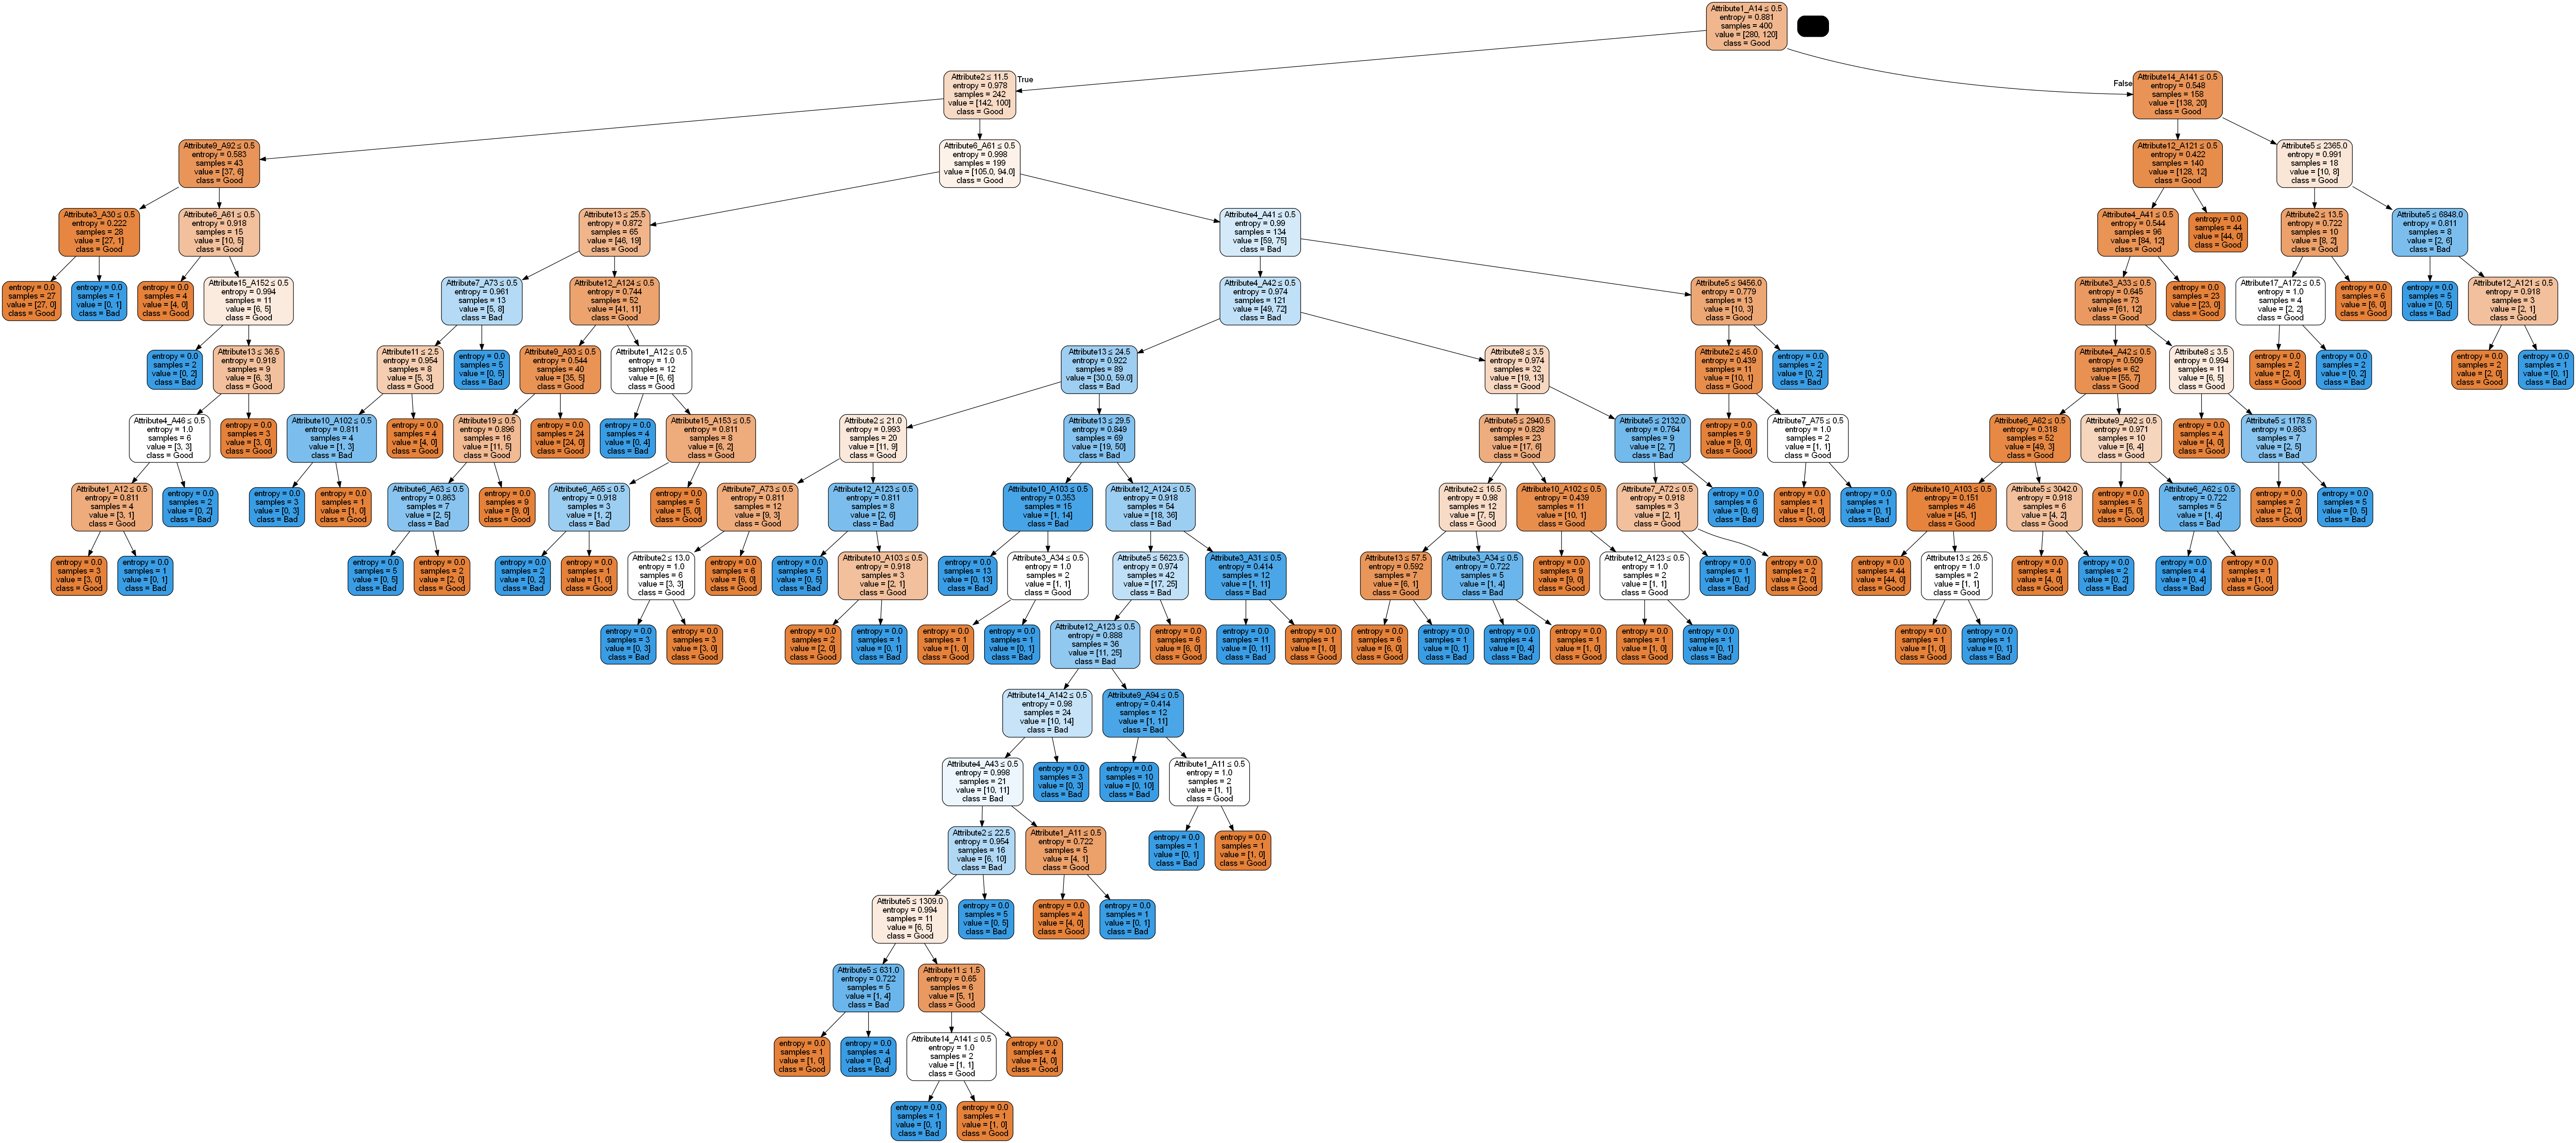 Attribute1_A14 ≤ 0.5
entropy = 0.881
samples = 400
value = [280, 120]
class = Good
True
False
Attribute2 ≤ 11.5
entropy = 0.978
samples = 242
value = [142, 100]
class = Good
Attribute14_A141 ≤ 0.5
entropy = 0.548
samples = 158
value = [138, 20]
class = Good
Attribute9_A92 ≤ 0.5
entropy = 0.583
samples = 43
value = [37, 6]
class = Good
Attribute6_A61 ≤ 0.5
entropy = 0.998
samples = 199
value = [105.0, 94.0]
class = Good
Attribute12_A121 ≤ 0.5
entropy = 0.422
samples = 140
value = [128, 12]
class = Good
Attribute5 ≤ 2365.0
entropy = 0.991
samples = 18
value = [10, 8]
class = Good
Attribute3_A30 ≤ 0.5
entropy = 0.222
samples = 28
value = [27, 1]
class = Good
Attribute6_A61 ≤ 0.5
entropy = 0.918
samples = 15
value = [10, 5]
class = Good
Attribute13 ≤ 25.5
entropy = 0.872
samples = 65
value = [46, 19]
class = Good
Attribute4_A41 ≤ 0.5
entropy = 0.99
samples = 134
value = [59, 75]
class = Bad
Attribute4_A41 ≤ 0.5
entropy = 0.544
samples = 96
value = [84, 12]
class = Good
entropy = 0.0
samples = 44
value = [44, 0]
class = Good
Attribute2 ≤ 13.5
entropy = 0.722
samples = 10
value = [8, 2]
class = Good
Attribute5 ≤ 6848.0
entropy = 0.811
samples = 8
value = [2, 6]
class = Bad
entropy = 0.0
samples = 27
value = [27, 0]
class = Good
entropy = 0.0
samples = 1
value = [0, 1]
class = Bad
entropy = 0.0
samples = 4
value = [4, 0]
class = Good
Attribute15_A152 ≤ 0.5
entropy = 0.994
samples = 11
value = [6, 5]
class = Good
Attribute7_A73 ≤ 0.5
entropy = 0.961
samples = 13
value = [5, 8]
class = Bad
Attribute12_A124 ≤ 0.5
entropy = 0.744
samples = 52
value = [41, 11]
class = Good
Attribute4_A42 ≤ 0.5
entropy = 0.974
samples = 121
value = [49, 72]
class = Bad
Attribute5 ≤ 9456.0
entropy = 0.779
samples = 13
value = [10, 3]
class = Good
Attribute3_A33 ≤ 0.5
entropy = 0.645
samples = 73
value = [61, 12]
class = Good
entropy = 0.0
samples = 23
value = [23, 0]
class = Good
Attribute17_A172 ≤ 0.5
entropy = 1.0
samples = 4
value = [2, 2]
class = Good
entropy = 0.0
samples = 6
value = [6, 0]
class = Good
entropy = 0.0
samples = 5
value = [0, 5]
class = Bad
Attribute12_A121 ≤ 0.5
entropy = 0.918
samples = 3
value = [2, 1]
class = Good
entropy = 0.0
samples = 2
value = [0, 2]
class = Bad
Attribute13 ≤ 36.5
entropy = 0.918
samples = 9
value = [6, 3]
class = Good
Attribute11 ≤ 2.5
entropy = 0.954
samples = 8
value = [5, 3]
class = Good
entropy = 0.0
samples = 5
value = [0, 5]
class = Bad
Attribute9_A93 ≤ 0.5
entropy = 0.544
samples = 40
value = [35, 5]
class = Good
Attribute1_A12 ≤ 0.5
entropy = 1.0
samples = 12
value = [6, 6]
class = Good
Attribute13 ≤ 24.5
entropy = 0.922
samples = 89
value = [30.0, 59.0]
class = Bad
Attribute8 ≤ 3.5
entropy = 0.974
samples = 32
value = [19, 13]
class = Good
Attribute2 ≤ 45.0
entropy = 0.439
samples = 11
value = [10, 1]
class = Good
entropy = 0.0
samples = 2
value = [0, 2]
class = Bad
Attribute4_A42 ≤ 0.5
entropy = 0.509
samples = 62
value = [55, 7]
class = Good
Attribute8 ≤ 3.5
entropy = 0.994
samples = 11
value = [6, 5]
class = Good
entropy = 0.0
samples = 2
value = [2, 0]
class = Good
entropy = 0.0
samples = 2
value = [0, 2]
class = Bad
entropy = 0.0
samples = 2
value = [2, 0]
class = Good
entropy = 0.0
samples = 1
value = [0, 1]
class = Bad
Attribute4_A46 ≤ 0.5
entropy = 1.0
samples = 6
value = [3, 3]
class = Good
entropy = 0.0
samples = 3
value = [3, 0]
class = Good
Attribute10_A102 ≤ 0.5
entropy = 0.811
samples = 4
value = [1, 3]
class = Bad
entropy = 0.0
samples = 4
value = [4, 0]
class = Good
Attribute19 ≤ 0.5
entropy = 0.896
samples = 16
value = [11, 5]
class = Good
entropy = 0.0
samples = 24
value = [24, 0]
class = Good
entropy = 0.0
samples = 4
value = [0, 4]
class = Bad
Attribute15_A153 ≤ 0.5
entropy = 0.811
samples = 8
value = [6, 2]
class = Good
Attribute2 ≤ 21.0
entropy = 0.993
samples = 20
value = [11, 9]
class = Good
Attribute13 ≤ 29.5
entropy = 0.849
samples = 69
value = [19, 50]
class = Bad
Attribute5 ≤ 2940.5
entropy = 0.828
samples = 23
value = [17, 6]
class = Good
Attribute5 ≤ 2132.0
entropy = 0.764
samples = 9
value = [2, 7]
class = Bad
entropy = 0.0
samples = 9
value = [9, 0]
class = Good
Attribute7_A75 ≤ 0.5
entropy = 1.0
samples = 2
value = [1, 1]
class = Good
Attribute6_A62 ≤ 0.5
entropy = 0.318
samples = 52
value = [49, 3]
class = Good
Attribute9_A92 ≤ 0.5
entropy = 0.971
samples = 10
value = [6, 4]
class = Good
entropy = 0.0
samples = 4
value = [4, 0]
class = Good
Attribute5 ≤ 1178.5
entropy = 0.863
samples = 7
value = [2, 5]
class = Bad
Attribute1_A12 ≤ 0.5
entropy = 0.811
samples = 4
value = [3, 1]
class = Good
entropy = 0.0
samples = 2
value = [0, 2]
class = Bad
entropy = 0.0
samples = 3
value = [0, 3]
class = Bad
entropy = 0.0
samples = 1
value = [1, 0]
class = Good
Attribute6_A63 ≤ 0.5
entropy = 0.863
samples = 7
value = [2, 5]
class = Bad
entropy = 0.0
samples = 9
value = [9, 0]
class = Good
Attribute6_A65 ≤ 0.5
entropy = 0.918
samples = 3
value = [1, 2]
class = Bad
entropy = 0.0
samples = 5
value = [5, 0]
class = Good
Attribute7_A73 ≤ 0.5
entropy = 0.811
samples = 12
value = [9, 3]
class = Good
Attribute12_A123 ≤ 0.5
entropy = 0.811
samples = 8
value = [2, 6]
class = Bad
Attribute10_A103 ≤ 0.5
entropy = 0.353
samples = 15
value = [1, 14]
class = Bad
Attribute12_A124 ≤ 0.5
entropy = 0.918
samples = 54
value = [18, 36]
class = Bad
Attribute2 ≤ 16.5
entropy = 0.98
samples = 12
value = [7, 5]
class = Good
Attribute10_A102 ≤ 0.5
entropy = 0.439
samples = 11
value = [10, 1]
class = Good
Attribute7_A72 ≤ 0.5
entropy = 0.918
samples = 3
value = [2, 1]
class = Good
entropy = 0.0
samples = 6
value = [0, 6]
class = Bad
entropy = 0.0
samples = 1
value = [1, 0]
class = Good
entropy = 0.0
samples = 1
value = [0, 1]
class = Bad
Attribute10_A103 ≤ 0.5
entropy = 0.151
samples = 46
value = [45, 1]
class = Good
Attribute5 ≤ 3042.0
entropy = 0.918
samples = 6
value = [4, 2]
class = Good
entropy = 0.0
samples = 5
value = [5, 0]
class = Good
Attribute6_A62 ≤ 0.5
entropy = 0.722
samples = 5
value = [1, 4]
class = Bad
entropy = 0.0
samples = 2
value = [2, 0]
class = Good
entropy = 0.0
samples = 5
value = [0, 5]
class = Bad
entropy = 0.0
samples = 3
value = [3, 0]
class = Good
entropy = 0.0
samples = 1
value = [0, 1]
class = Bad
entropy = 0.0
samples = 5
value = [0, 5]
class = Bad
entropy = 0.0
samples = 2
value = [2, 0]
class = Good
entropy = 0.0
samples = 2
value = [0, 2]
class = Bad
entropy = 0.0
samples = 1
value = [1, 0]
class = Good
Attribute2 ≤ 13.0
entropy = 1.0
samples = 6
value = [3, 3]
class = Good
entropy = 0.0
samples = 6
value = [6, 0]
class = Good
entropy = 0.0
samples = 5
value = [0, 5]
class = Bad
Attribute10_A103 ≤ 0.5
entropy = 0.918
samples = 3
value = [2, 1]
class = Good
entropy = 0.0
samples = 13
value = [0, 13]
class = Bad
Attribute3_A34 ≤ 0.5
entropy = 1.0
samples = 2
value = [1, 1]
class = Good
Attribute5 ≤ 5623.5
entropy = 0.974
samples = 42
value = [17, 25]
class = Bad
Attribute3_A31 ≤ 0.5
entropy = 0.414
samples = 12
value = [1, 11]
class = Bad
Attribute13 ≤ 57.5
entropy = 0.592
samples = 7
value = [6, 1]
class = Good
Attribute3_A34 ≤ 0.5
entropy = 0.722
samples = 5
value = [1, 4]
class = Bad
entropy = 0.0
samples = 9
value = [9, 0]
class = Good
Attribute12_A123 ≤ 0.5
entropy = 1.0
samples = 2
value = [1, 1]
class = Good
entropy = 0.0
samples = 1
value = [0, 1]
class = Bad
entropy = 0.0
samples = 2
value = [2, 0]
class = Good
entropy = 0.0
samples = 44
value = [44, 0]
class = Good
Attribute13 ≤ 26.5
entropy = 1.0
samples = 2
value = [1, 1]
class = Good
entropy = 0.0
samples = 4
value = [4, 0]
class = Good
entropy = 0.0
samples = 2
value = [0, 2]
class = Bad
entropy = 0.0
samples = 4
value = [0, 4]
class = Bad
entropy = 0.0
samples = 1
value = [1, 0]
class = Good
entropy = 0.0
samples = 3
value = [0, 3]
class = Bad
entropy = 0.0
samples = 3
value = [3, 0]
class = Good
entropy = 0.0
samples = 2
value = [2, 0]
class = Good
entropy = 0.0
samples = 1
value = [0, 1]
class = Bad
entropy = 0.0
samples = 1
value = [1, 0]
class = Good
entropy = 0.0
samples = 1
value = [0, 1]
class = Bad
Attribute12_A123 ≤ 0.5
entropy = 0.888
samples = 36
value = [11, 25]
class = Bad
entropy = 0.0
samples = 6
value = [6, 0]
class = Good
entropy = 0.0
samples = 11
value = [0, 11]
class = Bad
entropy = 0.0
samples = 1
value = [1, 0]
class = Good
entropy = 0.0
samples = 6
value = [6, 0]
class = Good
entropy = 0.0
samples = 1
value = [0, 1]
class = Bad
entropy = 0.0
samples = 4
value = [0, 4]
class = Bad
entropy = 0.0
samples = 1
value = [1, 0]
class = Good
entropy = 0.0
samples = 1
value = [1, 0]
class = Good
entropy = 0.0
samples = 1
value = [0, 1]
class = Bad
entropy = 0.0
samples = 1
value = [1, 0]
class = Good
entropy = 0.0
samples = 1
value = [0, 1]
class = Bad
Attribute14_A142 ≤ 0.5
entropy = 0.98
samples = 24
value = [10, 14]
class = Bad
Attribute9_A94 ≤ 0.5
entropy = 0.414
samples = 12
value = [1, 11]
class = Bad
Attribute4_A43 ≤ 0.5
entropy = 0.998
samples = 21
value = [10, 11]
class = Bad
entropy = 0.0
samples = 3
value = [0, 3]
class = Bad
entropy = 0.0
samples = 10
value = [0, 10]
class = Bad
Attribute1_A11 ≤ 0.5
entropy = 1.0
samples = 2
value = [1, 1]
class = Good
Attribute2 ≤ 22.5
entropy = 0.954
samples = 16
value = [6, 10]
class = Bad
Attribute1_A11 ≤ 0.5
entropy = 0.722
samples = 5
value = [4, 1]
class = Good
entropy = 0.0
samples = 1
value = [0, 1]
class = Bad
entropy = 0.0
samples = 1
value = [1, 0]
class = Good
Attribute5 ≤ 1309.0
entropy = 0.994
samples = 11
value = [6, 5]
class = Good
entropy = 0.0
samples = 5
value = [0, 5]
class = Bad
entropy = 0.0
samples = 4
value = [4, 0]
class = Good
entropy = 0.0
samples = 1
value = [0, 1]
class = Bad
Attribute5 ≤ 631.0
entropy = 0.722
samples = 5
value = [1, 4]
class = Bad
Attribute11 ≤ 1.5
entropy = 0.65
samples = 6
value = [5, 1]
class = Good
entropy = 0.0
samples = 1
value = [1, 0]
class = Good
entropy = 0.0
samples = 4
value = [0, 4]
class = Bad
Attribute14_A141 ≤ 0.5
entropy = 1.0
samples = 2
value = [1, 1]
class = Good
entropy = 0.0
samples = 4
value = [4, 0]
class = Good
entropy = 0.0
samples = 1
value = [0, 1]
class = Bad
entropy = 0.0
samples = 1
value = [1, 0]
class = Good